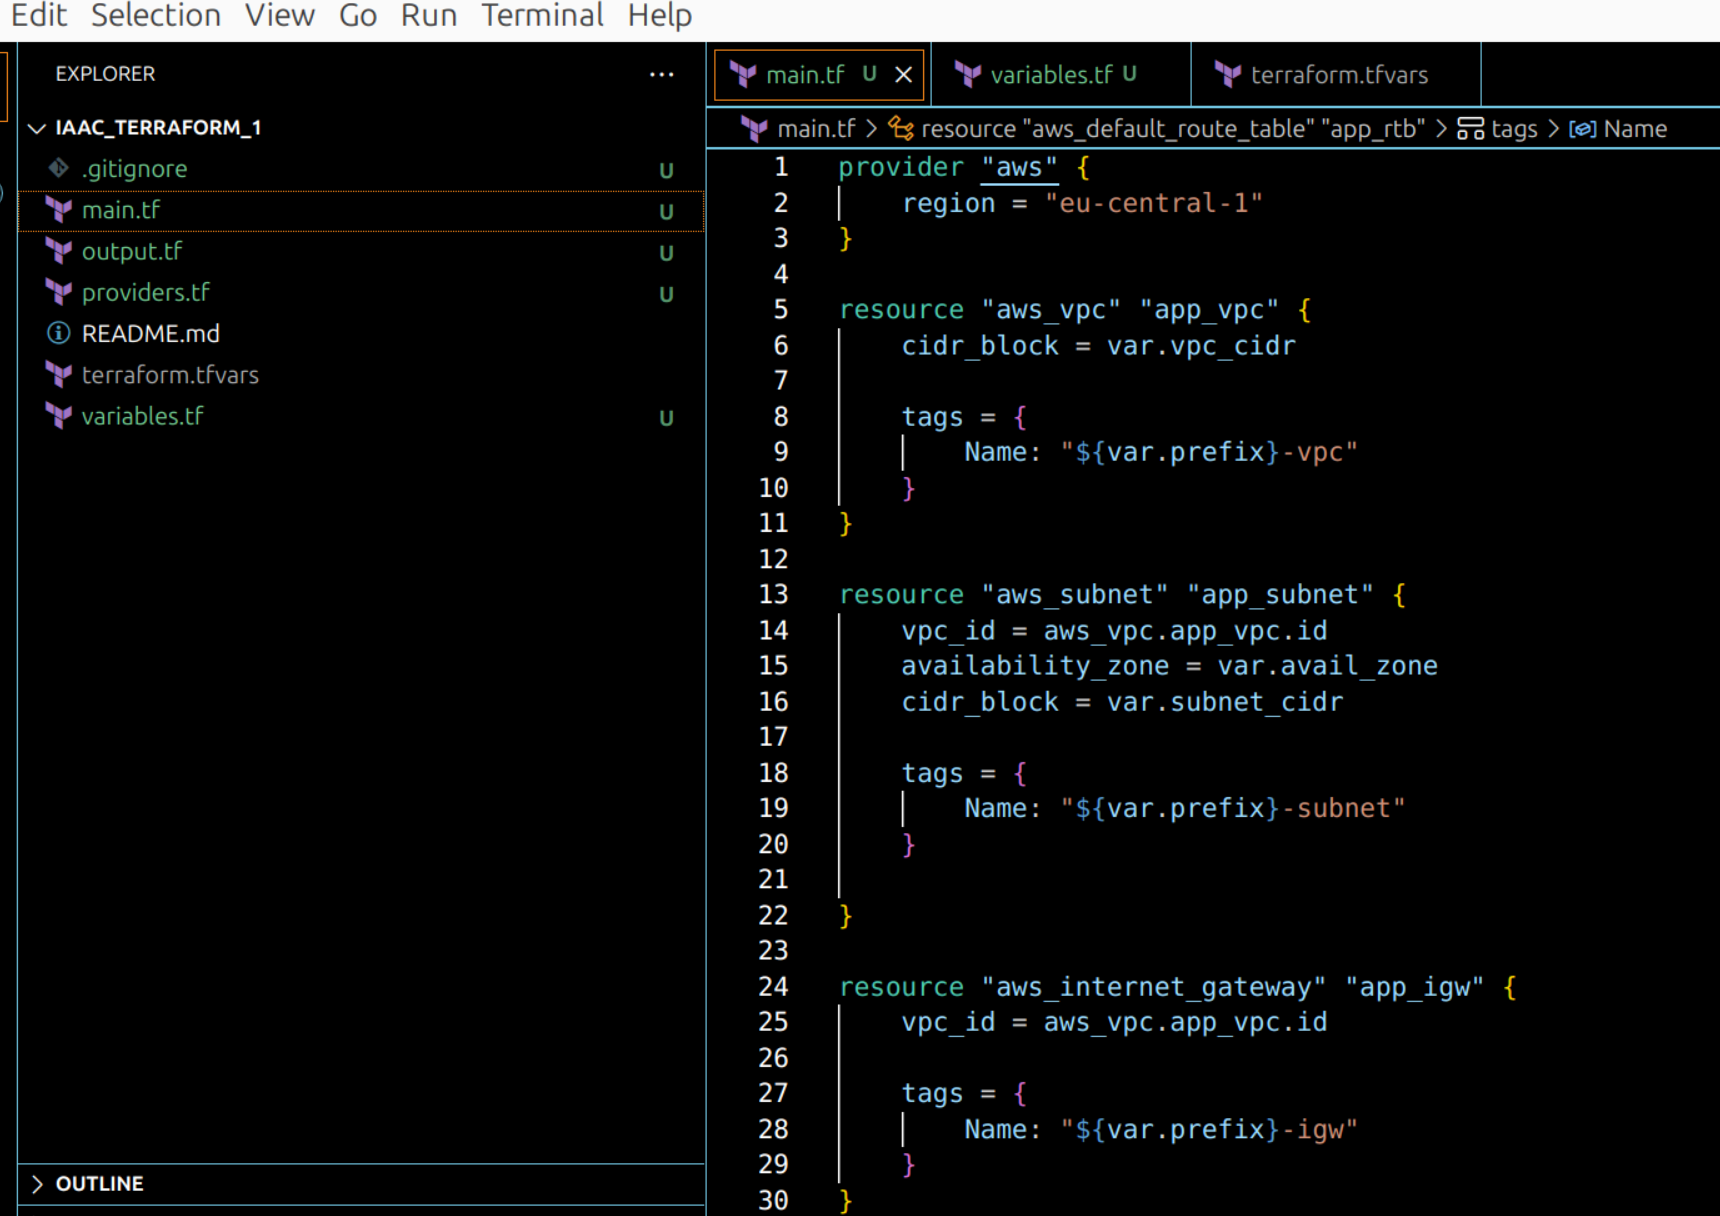 Edit Selection View Go Run Terminal Help
EXPLORER ...
IAAC_TERRAFORM_1
.gitignore U
main.tf U
output.tf U
providers.tf U
README.md
terraform.tfvars
variables.tf U
OUTLINE
main.tf U variables.tf U terraform.tfvars
main.tf > resource "aws_default_route_table" "app_rtb" > tags > Name
1 provider "aws" {
2     region = "eu-central-1"
3 }
4
5 resource "aws_vpc" "app_vpc" {
6     cidr_block = var.vpc_cidr
7
8     tags = {
9         Name: "${var.prefix}-vpc"
10     }
11 }
12
13 resource "aws_subnet" "app_subnet" {
14     vpc_id = aws_vpc.app_vpc.id
15     availability_zone = var.avail_zone
16     cidr_block = var.subnet_cidr
17
18     tags = {
19         Name: "${var.prefix}-subnet"
20     }
21
22 }
23
24 resource "aws_internet_gateway" "app_igw" {
25     vpc_id = aws_vpc.app_vpc.id
26
27     tags = {
28         Name: "${var.prefix}-igw"
29     }
30 }